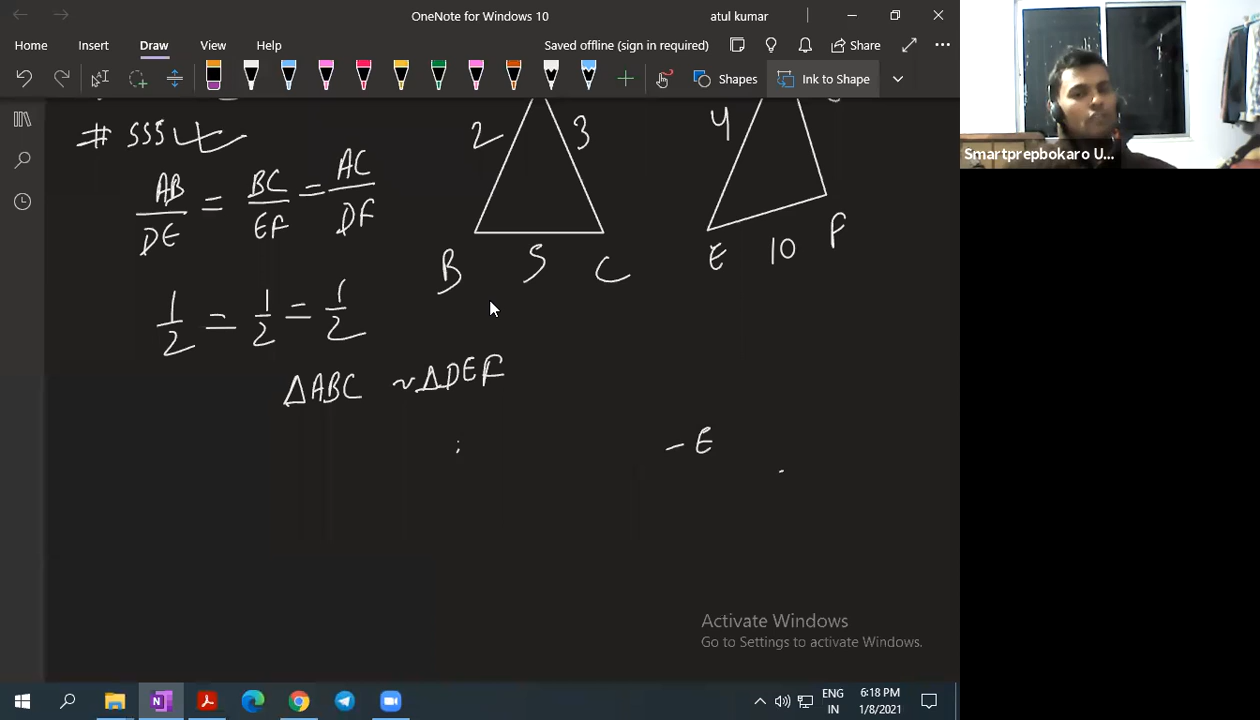 OneNote for Windows 10
atul kumar
Home Insert Draw View Help
Saved offline (sign in required)
Share
Shapes
Ink to Shape
Smartprepbokaro U...
# SSS
2 3
4
AB/DE = BC/EF = AC/DF
B 5 C
E 10 F
1/2 = 1/2 = 1/2
ΔABC ~ ΔDEF
- E
Activate Windows
Go to Settings to activate Windows.
ENG
IN
6:18 PM
1/8/2021